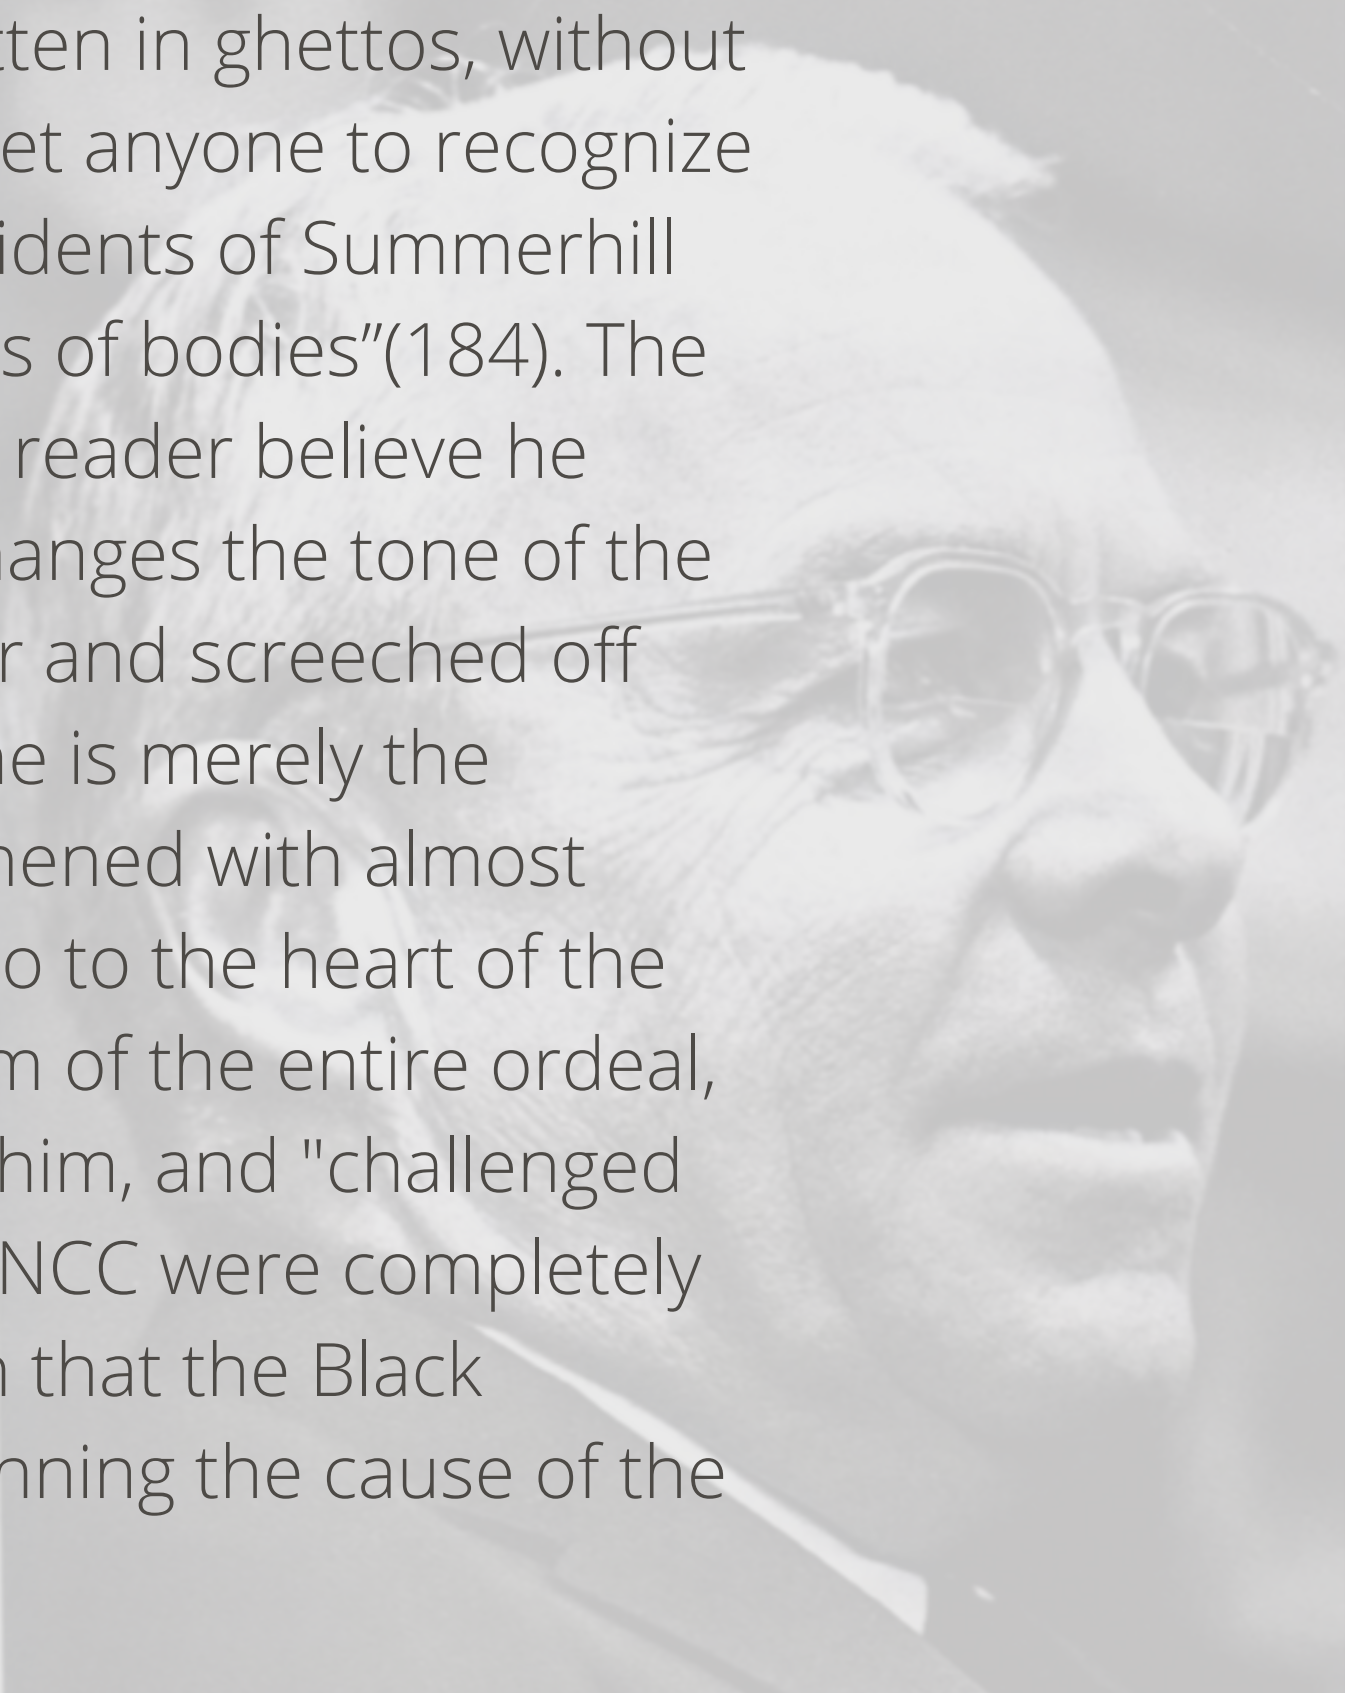 tten in ghettos, without
et anyone to recognize
idents of Summerhill
s of bodies”(184). The
reader believe he
anges the tone of the
r and screeched off
e is merely the
ened with almost
o to the heart of the
m of the entire ordeal,
him, and "challenged
NCC were completely
that the Black
nning the cause of the